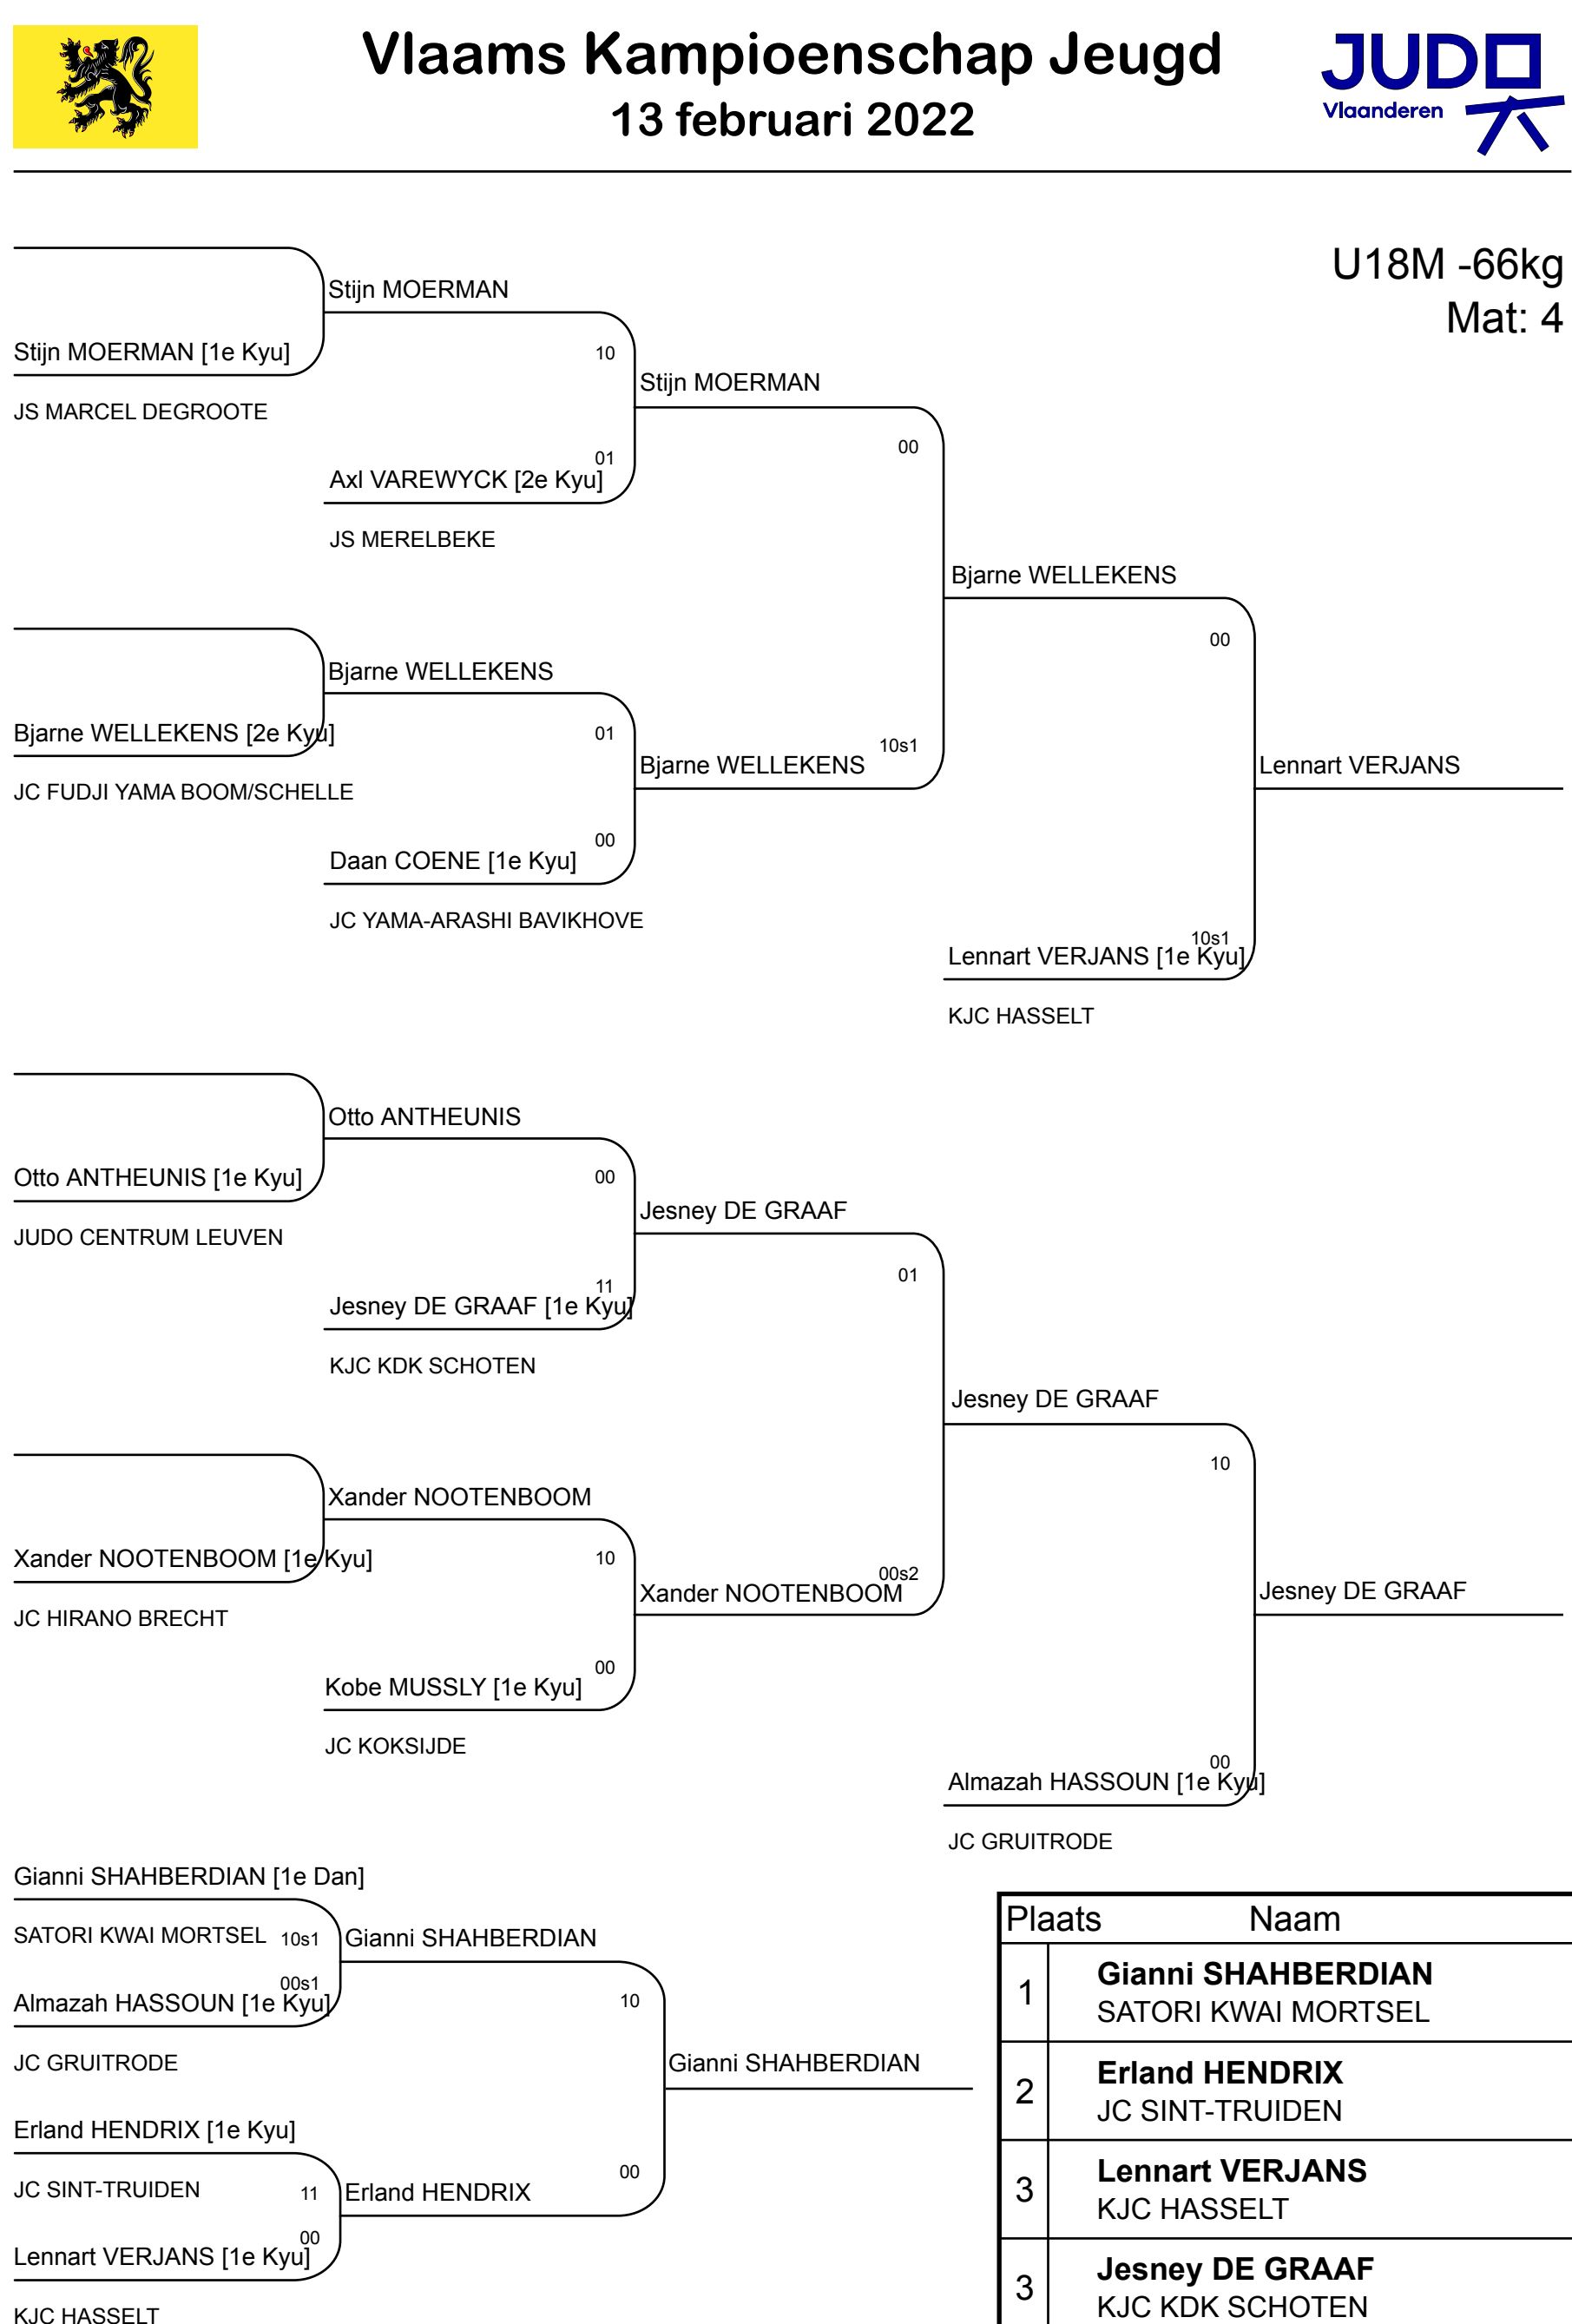 Vlaams Kampioenschap Jeugd
13 februari 2022
JUDO
Vlaanderen
U18M -66kg
Mat: 4
Stijn MOERMAN
Stijn MOERMAN [1e Kyu]
10
JS MARCEL DEGROOTE
Stijn MOERMAN
01
Axl VAREWYCK [2e Kyu]
00
JS MERELBEKE
Bjarne WELLEKENS
00
Bjarne WELLEKENS
Bjarne WELLEKENS [2e Kyu]
01
JC FUDJI YAMA BOOM/SCHELLE
Bjarne WELLEKENS
10s1
Lennart VERJANS
00
Daan COENE [1e Kyu]
JC YAMA-ARASHI BAVIKHOVE
10s1
Lennart VERJANS [1e Kyu]
KJC HASSELT
Otto ANTHEUNIS
Otto ANTHEUNIS [1e Kyu]
00
JUDO CENTRUM LEUVEN
Jesney DE GRAAF
01
11
Jesney DE GRAAF [1e Kyu]
KJC KDK SCHOTEN
Jesney DE GRAAF
10
Xander NOOTENBOOM
Xander NOOTENBOOM [1e Kyu]
10
JC HIRANO BRECHT
00s2
Xander NOOTENBOOM
Jesney DE GRAAF
00
Kobe MUSSLY [1e Kyu]
JC KOKSIJDE
00
Almazah HASSOUN [1e Kyu]
JC GRUITRODE
Gianni SHAHBERDIAN [1e Dan]
SATORI KWAI MORTSEL
10s1
Gianni SHAHBERDIAN
00s1
Almazah HASSOUN [1e Kyu]
10
JC GRUITRODE
Gianni SHAHBERDIAN
Erland HENDRIX [1e Kyu]
JC SINT-TRUIDEN
11
Erland HENDRIX
00
00
Lennart VERJANS [1e Kyu]
KJC HASSELT
Plaats Naam
1 Gianni SHAHBERDIAN
SATORI KWAI MORTSEL
2 Erland HENDRIX
JC SINT-TRUIDEN
3 Lennart VERJANS
KJC HASSELT
3 Jesney DE GRAAF
KJC KDK SCHOTEN